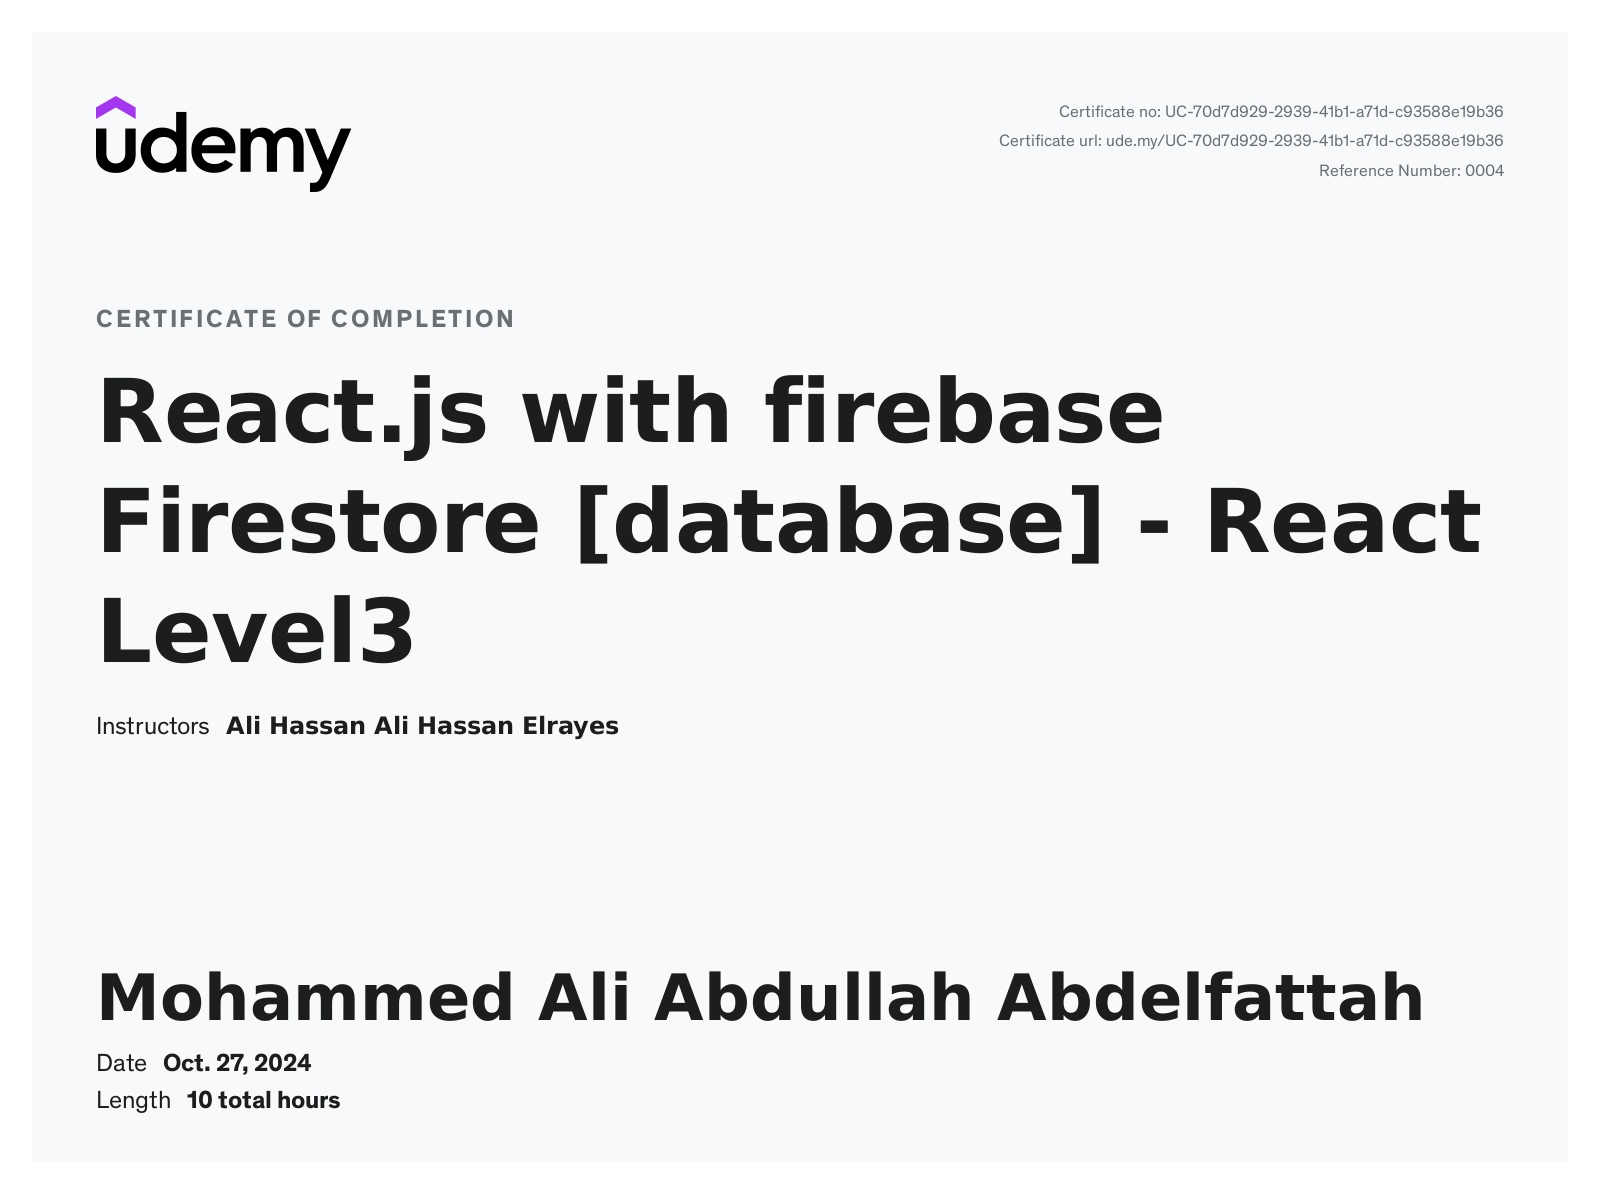 udemy
Certificate no: UC-70d7d929-2939-41b1-a71d-c93588e19b36
Certificate url: ude.my/UC-70d7d929-2939-41b1-a71d-c93588e19b36
Reference Number: 0004
CERTIFICATE OF COMPLETION
React.js with firebase
Firestore [database] - React
Level3
Instructors Ali Hassan Ali Hassan Elrayes
Mohammed Ali Abdullah Abdelfattah
Date Oct. 27, 2024
Length 10 total hours